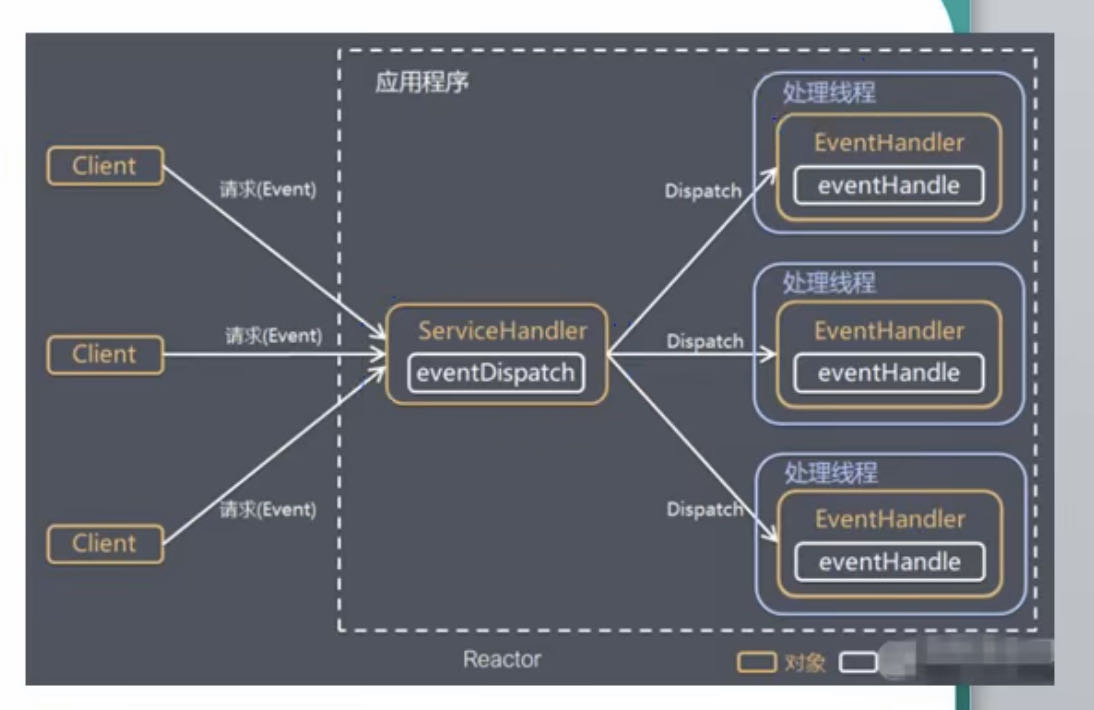 应用程序
处理线程
EventHandler
eventHandle
Client
请求(Event)
Dispatch
处理线程
EventHandler
eventHandle
Client
请求(Event)
ServiceHandler
eventDispatch
Dispatch
处理线程
EventHandler
eventHandle
Client
请求(Event)
Dispatch
Reactor
对象